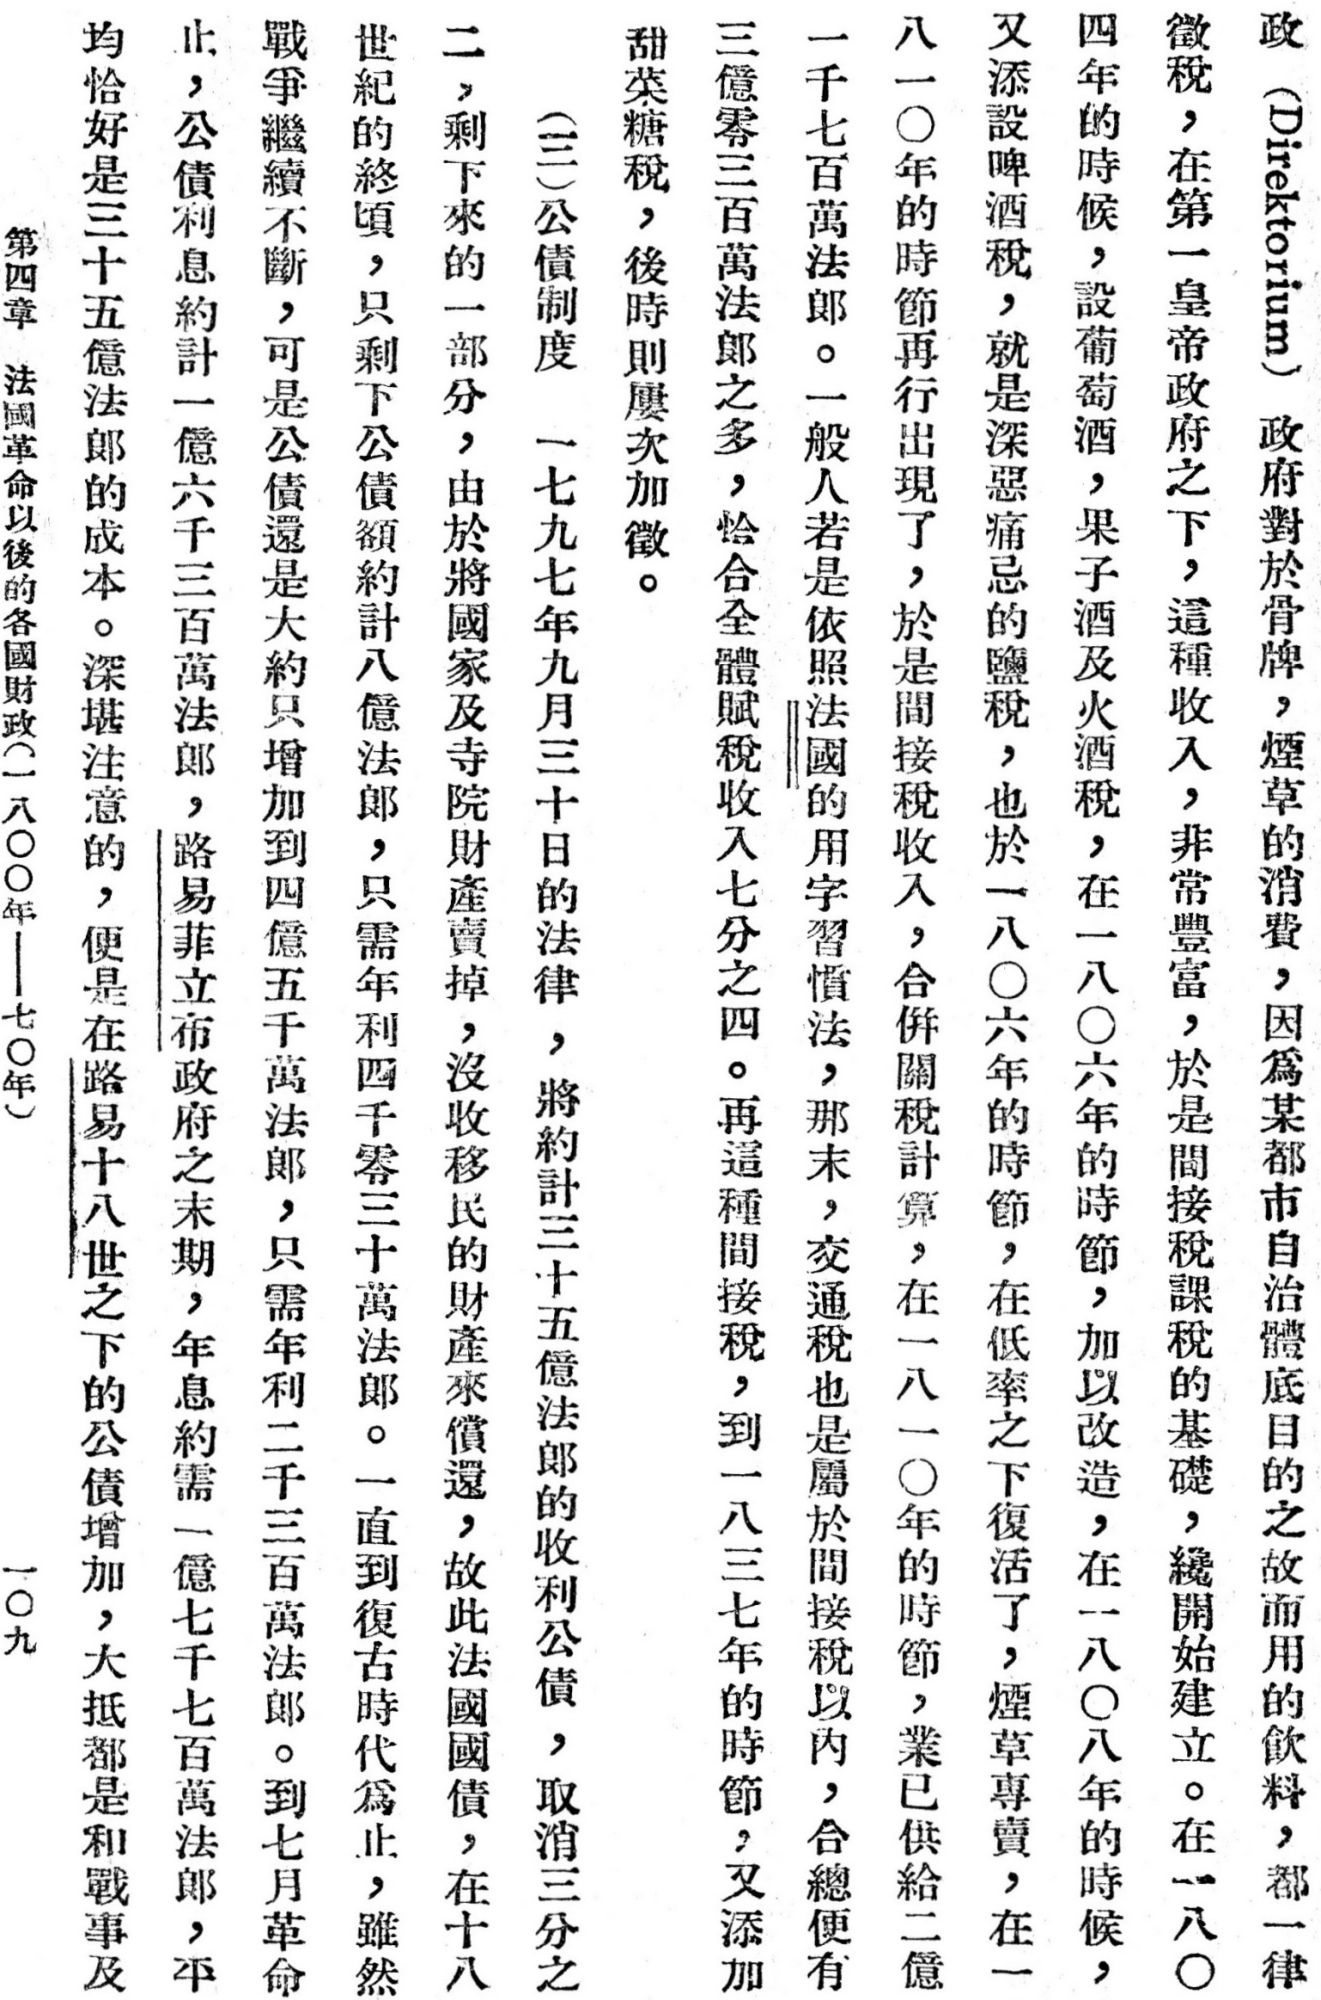 政（Direktorium）政府對於骨牌，煙草的消費，因爲某都市自治體底目的之故而用的飲料，都一律
徵稅，在第一皇帝政府之下，這種收入，非常豐富，於是間接稅課稅的基礎，纔開始建立。在一八〇
四年的時候，設葡萄酒，果子酒及火酒稅，在一八〇六年的時節，加以改造，在一八〇八年的時候，
又添設啤酒稅，就是深惡痛忌的鹽稅，也於一八〇六年的時節，在低率之下復活了，煙草專賣，在一
八一〇年的時節再行出現了，於是間接稅收入，合倂關稅計算，在一八一〇年的時節，業已供給二億
一千七百萬法郎。一般人若是依照法國的用字習慣法，那末，交通稅也是屬於間接稅以內，合總便有
三億零三百萬法郎之多，恰合全體賦稅收入七分之四。再這種間接稅，到一八三七年的時節，又添加
甜菜糖稅，後時則屢次加徵。
（三）公債制度　一七九七年九月三十日的法律，將約計三十五億法郎的收利公債，取消三分之
二，剩下來的一部分，由於將國家及寺院財產賣掉，沒收移民的財產來償還，故此法國國債，在十八
世紀的終頃，只剩下公債額約計八億法郎，只需年利四千零三十萬法郎。一直到復古時代爲止，雖然
戰爭繼續不斷，可是公債還是大約只增加到四億五千萬法郎，只需年利二千三百萬法郎。到七月革命
止，公債利息約計一億六千三百萬法郎，路易菲立布政府之末期，年息約需一億七千七百萬法郎，平
均恰好是三十五億法郎的成本。深堪注意的，便是在路易十八世之下的公債增加，大抵都是和戰事及
第四章　法國革命以後的各國財政（一八〇〇年——七〇年）
一〇九